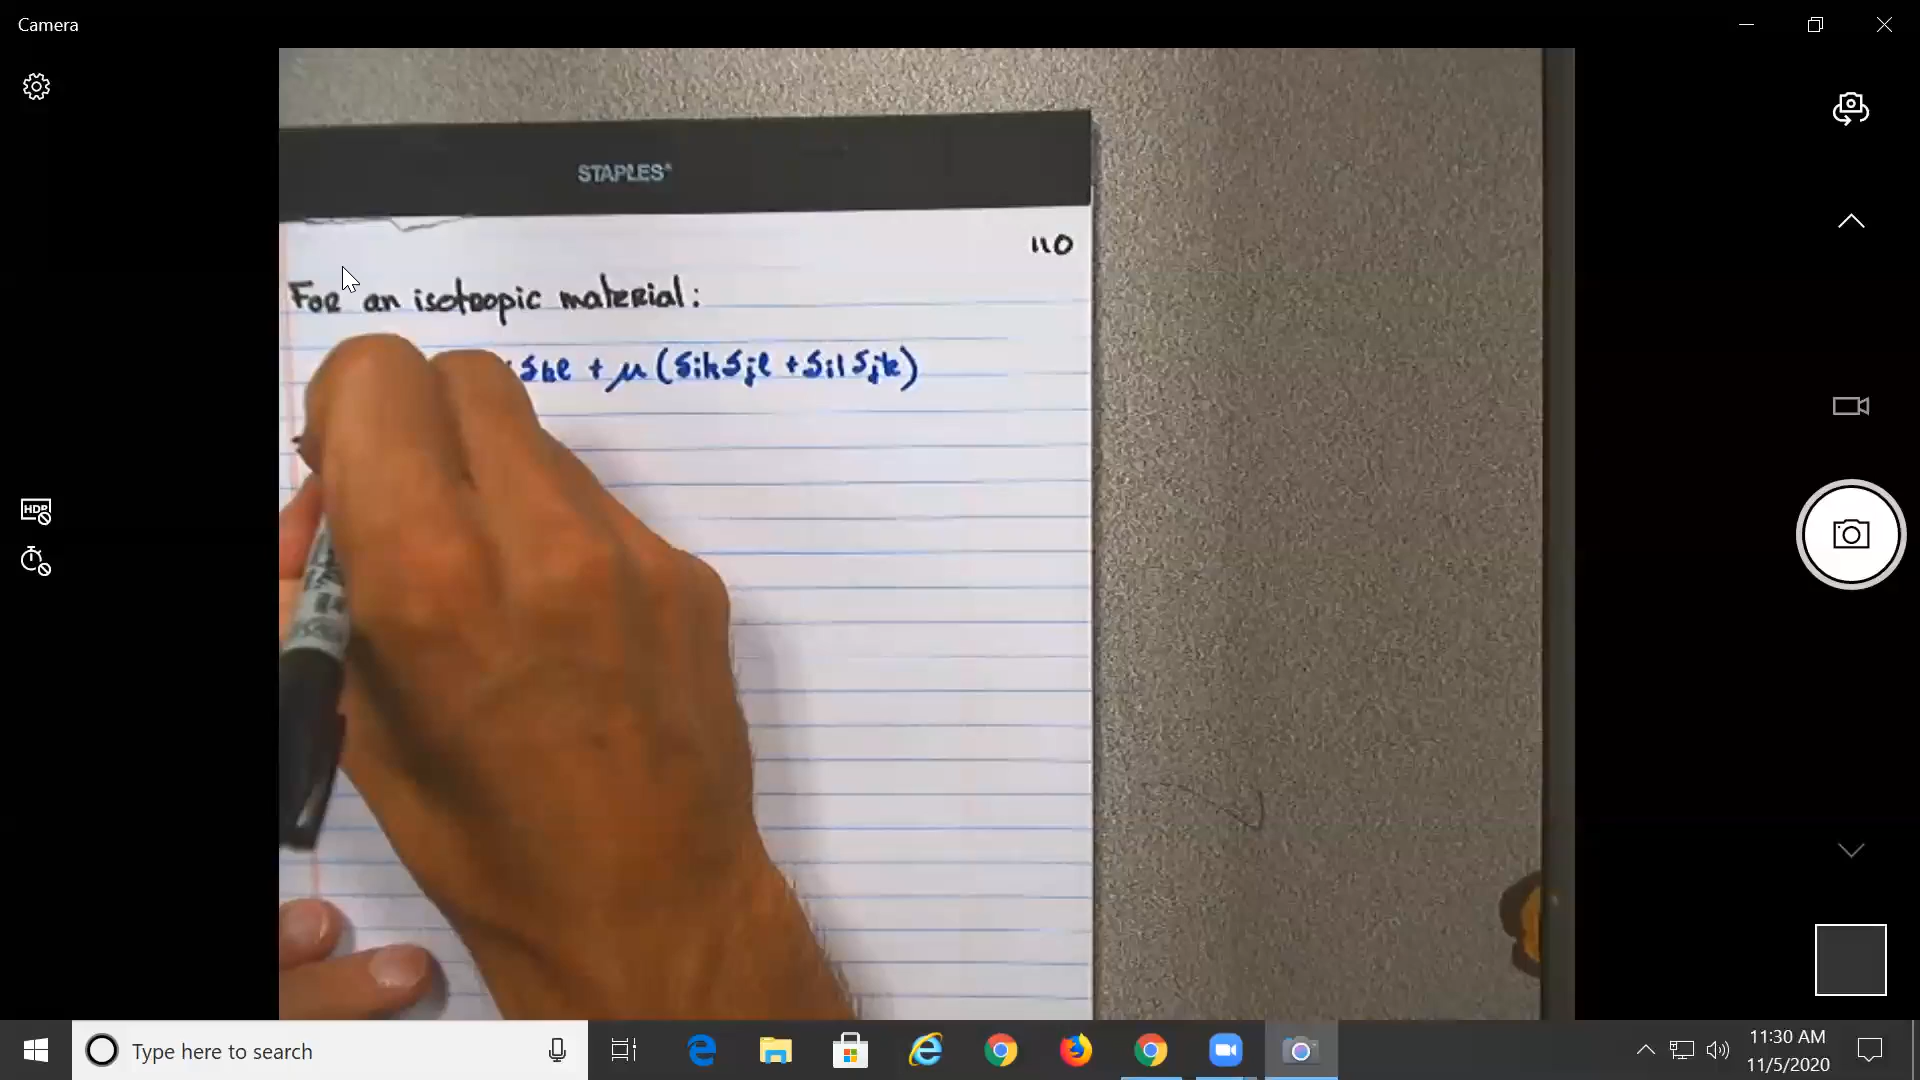 Camera
STAPLES
110
For an isotropic material:
δkl + μ(δikδjl + δilδjk)
HDR
Type here to search
11:30 AM
11/5/2020